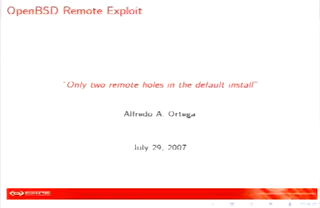 OpenBSD Remote Exploit
"Only two remote holes in the default install"
Alfredo A. Ortega
July 29, 2007